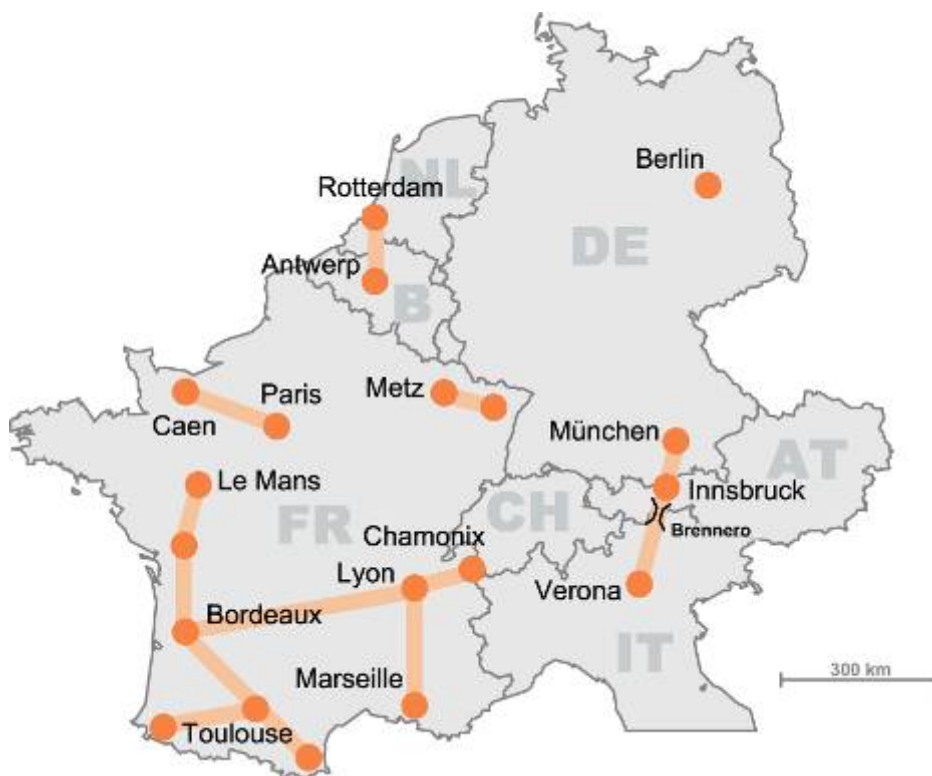 Berlin
NL
Rotterdam
DE
Antwerp
B
Metz
Paris
Caen
München
AT
Le Mans
Innsbruck
CH
FR
Brennero
Chamonix
Lyon
Verona
Bordeaux
IT
300 km
Marseille
Toulouse